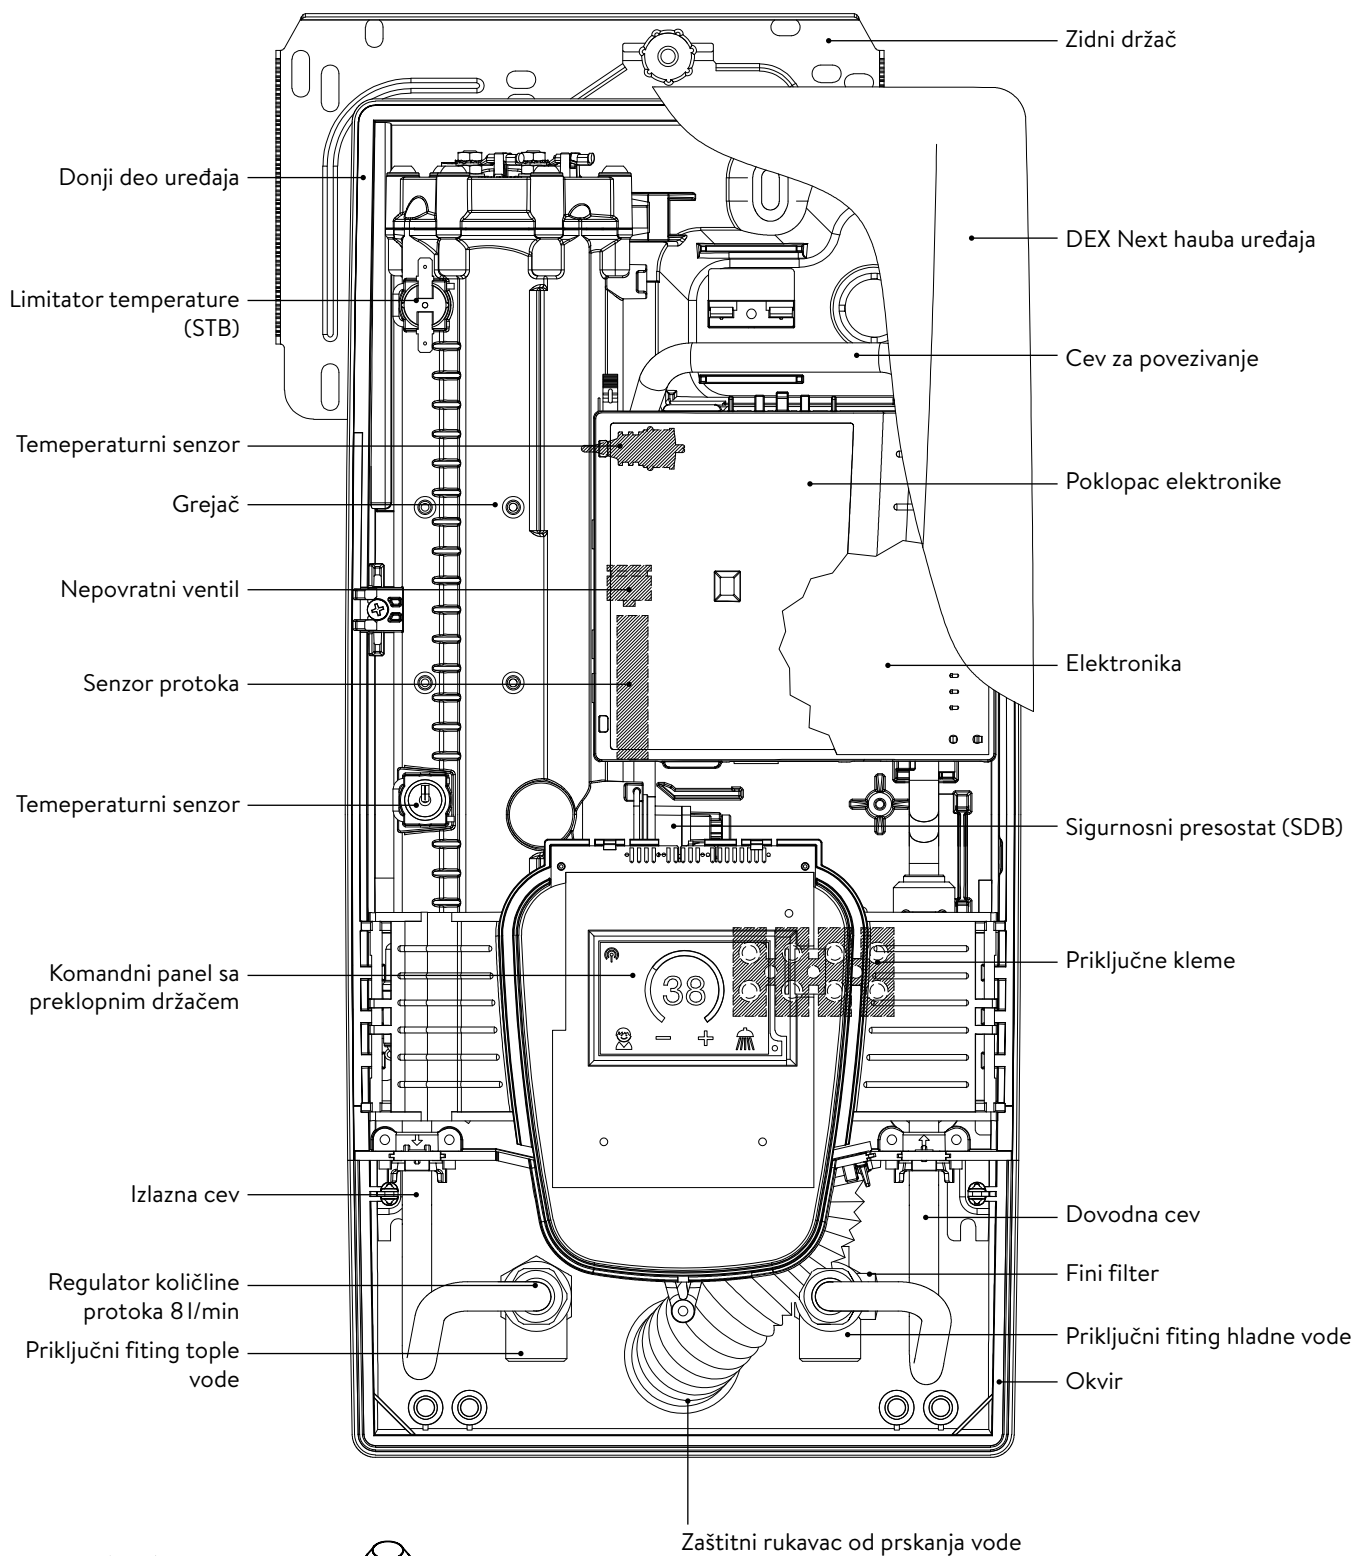 Zidni držač
Donji deo uređaja
DEX Next hauba uređaja
Limitator temperature
(STB)
Cev za povezivanje
Temeperaturni senzor
Poklopac elektronike
Grejač
Nepovratni ventil
Elektronika
Senzor protoka
Temeperaturni senzor
Sigurnosni presostat (SDB)
Komandni panel sa
preklopnim držačem
38
Priključne kleme
Izlazna cev
Dovodna cev
Regulator količline
protoka 8 l/min
Fini filter
Priključni fiting tople
vode
Priključni fiting hladne vode
Okvir
Zaštitni rukavac od prskanja vode